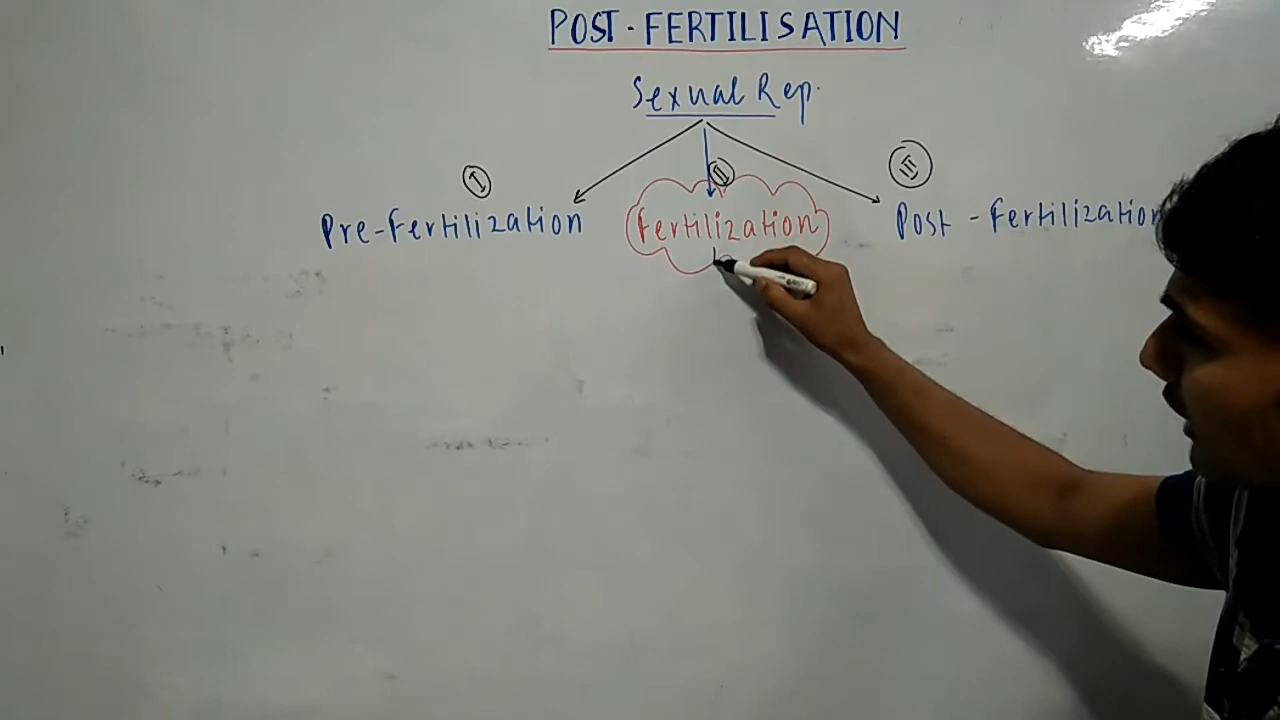 POST-FERTILISATION
Sexual Rep.
I
II
III
Pre-fertilization
fertilization
Post-fertilization